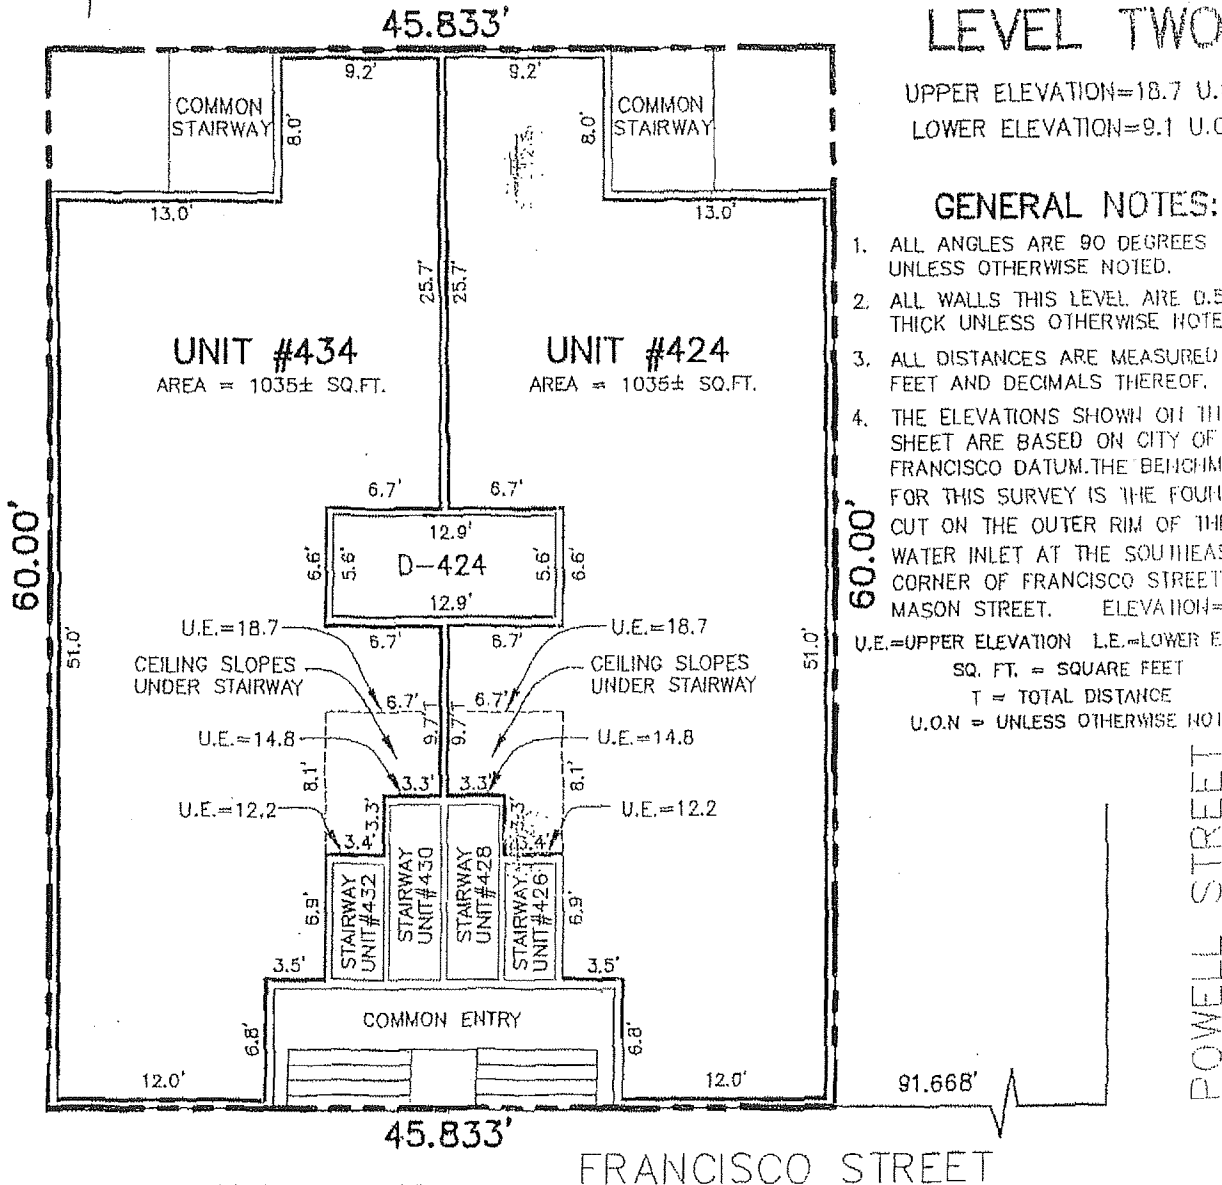 45.833'
LEVEL TWO
UPPER ELEVATION=18.7 U.
LOWER ELEVATION=9.1 U.O
9.2'
9.2'
COMMON
STAIRWAY
8.0'
8.0'
COMMON
STAIRWAY
13.0'
13.0'
GENERAL NOTES:
1. ALL ANGLES ARE 90 DEGREES
UNLESS OTHERWISE NOTED.
2. ALL WALLS THIS LEVEL ARE 0.5
THICK UNLESS OTHERWISE NOTE
3. ALL DISTANCES ARE MEASURED
FEET AND DECIMALS THEREOF.
4. THE ELEVATIONS SHOWN ON
SHEET ARE BASED ON CITY OF
FRANCISCO DATUM. THE BENCHM
FOR THIS SURVEY IS THE FOUN
CUT ON THE OUTER RIM OF THE
WATER INLET AT THE SOUTHEAS
CORNER OF FRANCISCO STREET
MASON STREET. ELEVATION=
U.E.=UPPER ELEVATION L.E.=LOWER E
SQ. FT. = SQUARE FEET
T = TOTAL DISTANCE
U.O.N = UNLESS OTHERWISE NOT
25.7'
25.7'
UNIT #434
AREA = 1035± SQ.FT.
UNIT #424
AREA = 1035± SQ.FT.
60.00'
60.00'
51.0'
51.0'
6.7'
6.7'
12.9'
6.6'
5.6'
D-424
5.6'
6.6'
12.9'
6.7'
6.7'
U.E.=18.7
U.E.=18.7
CEILING SLOPES
UNDER STAIRWAY
CEILING SLOPES
UNDER STAIRWAY
6.7'
6.7'
9.7'T
9.7'T
U.E.=14.8
U.E.=14.8
8.1'
3.3'
3.3'
8.1'
U.E.=12.2
U.E.=12.2
3.3'
3.3'
3.4'
3.4'
6.9'
STAIRWAY
UNIT#432
STAIRWAY
UNIT#430
STAIRWAY
UNIT#428
STAIRWAY
UNIT#426
6.9'
3.5'
3.5'
COMMON ENTRY
6.8'
6.8'
12.0'
12.0'
91.668'
45.833'
FRANCISCO STREET
POWELL STREET